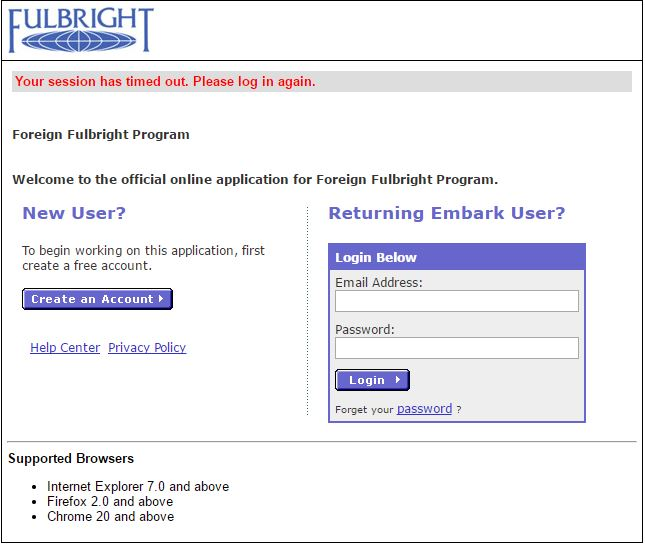 FULBRIGHT
Your session has timed out. Please log in again.
Foreign Fulbright Program
Welcome to the official online application for Foreign Fulbright Program.
New User?
To begin working on this application, first
create a free account.
Create an Account
Help Center Privacy Policy
Returning Embark User?
Login Below
Email Address:
Password:
Login
Forget your password ?
Supported Browsers
Internet Explorer 7.0 and above
Firefox 2.0 and above
Chrome 20 and above